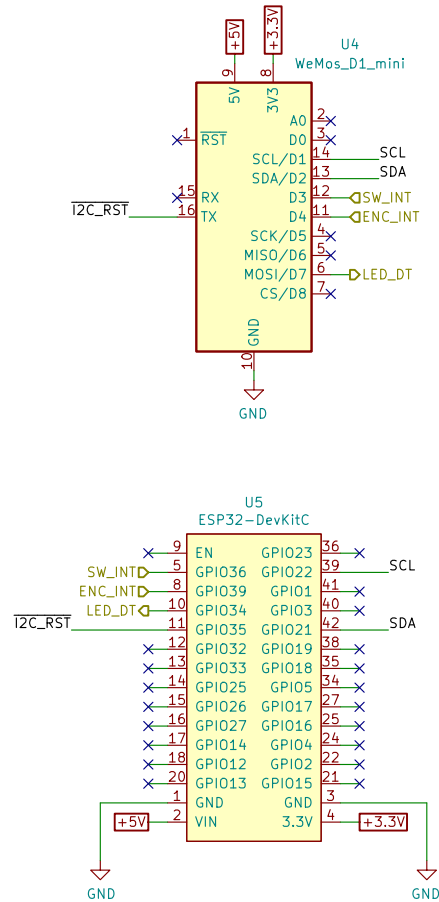 +5V
+3.3V
U4
WeMos_D1_mini
9
8
5V
3V3
A0 2
1 RST
D0 3
SCL/D1 14 SCL
SDA/D2 13 SDA
15 RX
D3 12 SW_INT
I2C_RST 16 TX
D4 11 ENC_INT
SCK/D5 4
MISO/D6 5
MOSI/D7 6 LED_DT
CS/D8 7
GND
10
GND
U5
ESP32-DevKitC
9 EN GPIO23 36
SW_INT 5 GPIO36 GPIO22 39 SCL
ENC_INT 8 GPIO39 GPIO1 41
LED_DT 10 GPIO34 GPIO3 40
I2C_RST 11 GPIO35 GPIO21 42 SDA
12 GPIO32 GPIO19 38
13 GPIO33 GPIO18 35
14 GPIO25 GPIO5 34
15 GPIO26 GPIO17 27
16 GPIO27 GPIO16 25
17 GPIO14 GPIO4 24
18 GPIO12 GPIO2 22
20 GPIO13 GPIO15 21
1 GND GND 3
+5V 2 VIN 3.3V 4 +3.3V
GND GND